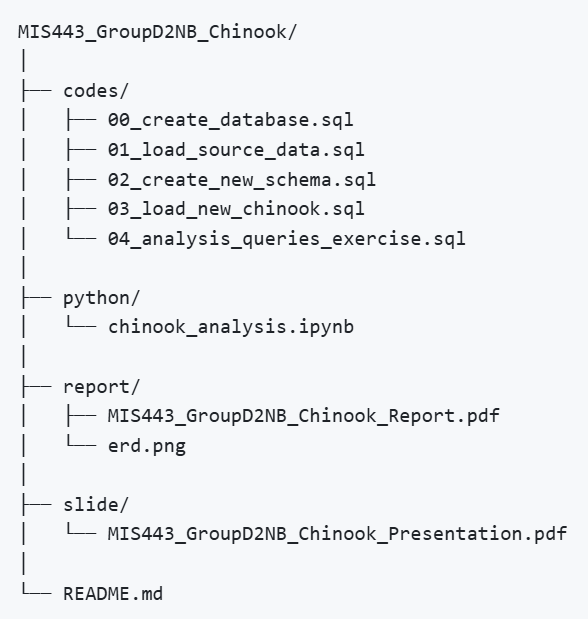 MIS443_GroupD2NB_Chinook/
│
├── codes/
│   ├── 00_create_database.sql
│   ├── 01_load_source_data.sql
│   ├── 02_create_new_schema.sql
│   ├── 03_load_new_chinook.sql
│   └── 04_analysis_queries_exercise.sql
│
├── python/
│   └── chinook_analysis.ipynb
│
├── report/
│   ├── MIS443_GroupD2NB_Chinook_Report.pdf
│   └── erd.png
│
├── slide/
│   └── MIS443_GroupD2NB_Chinook_Presentation.pdf
│
└── README.md